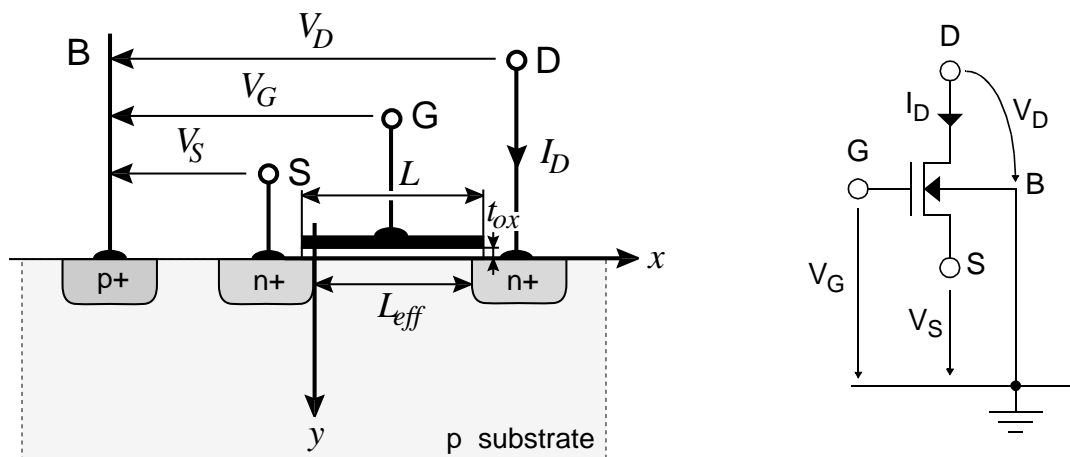 B
V_D
D
V_G
G
V_S
S
I_D
L
t_ox
x
p+
n+
n+
L_eff
y
p substrate
D
I_D
V_D
G
B
S
V_G
V_S